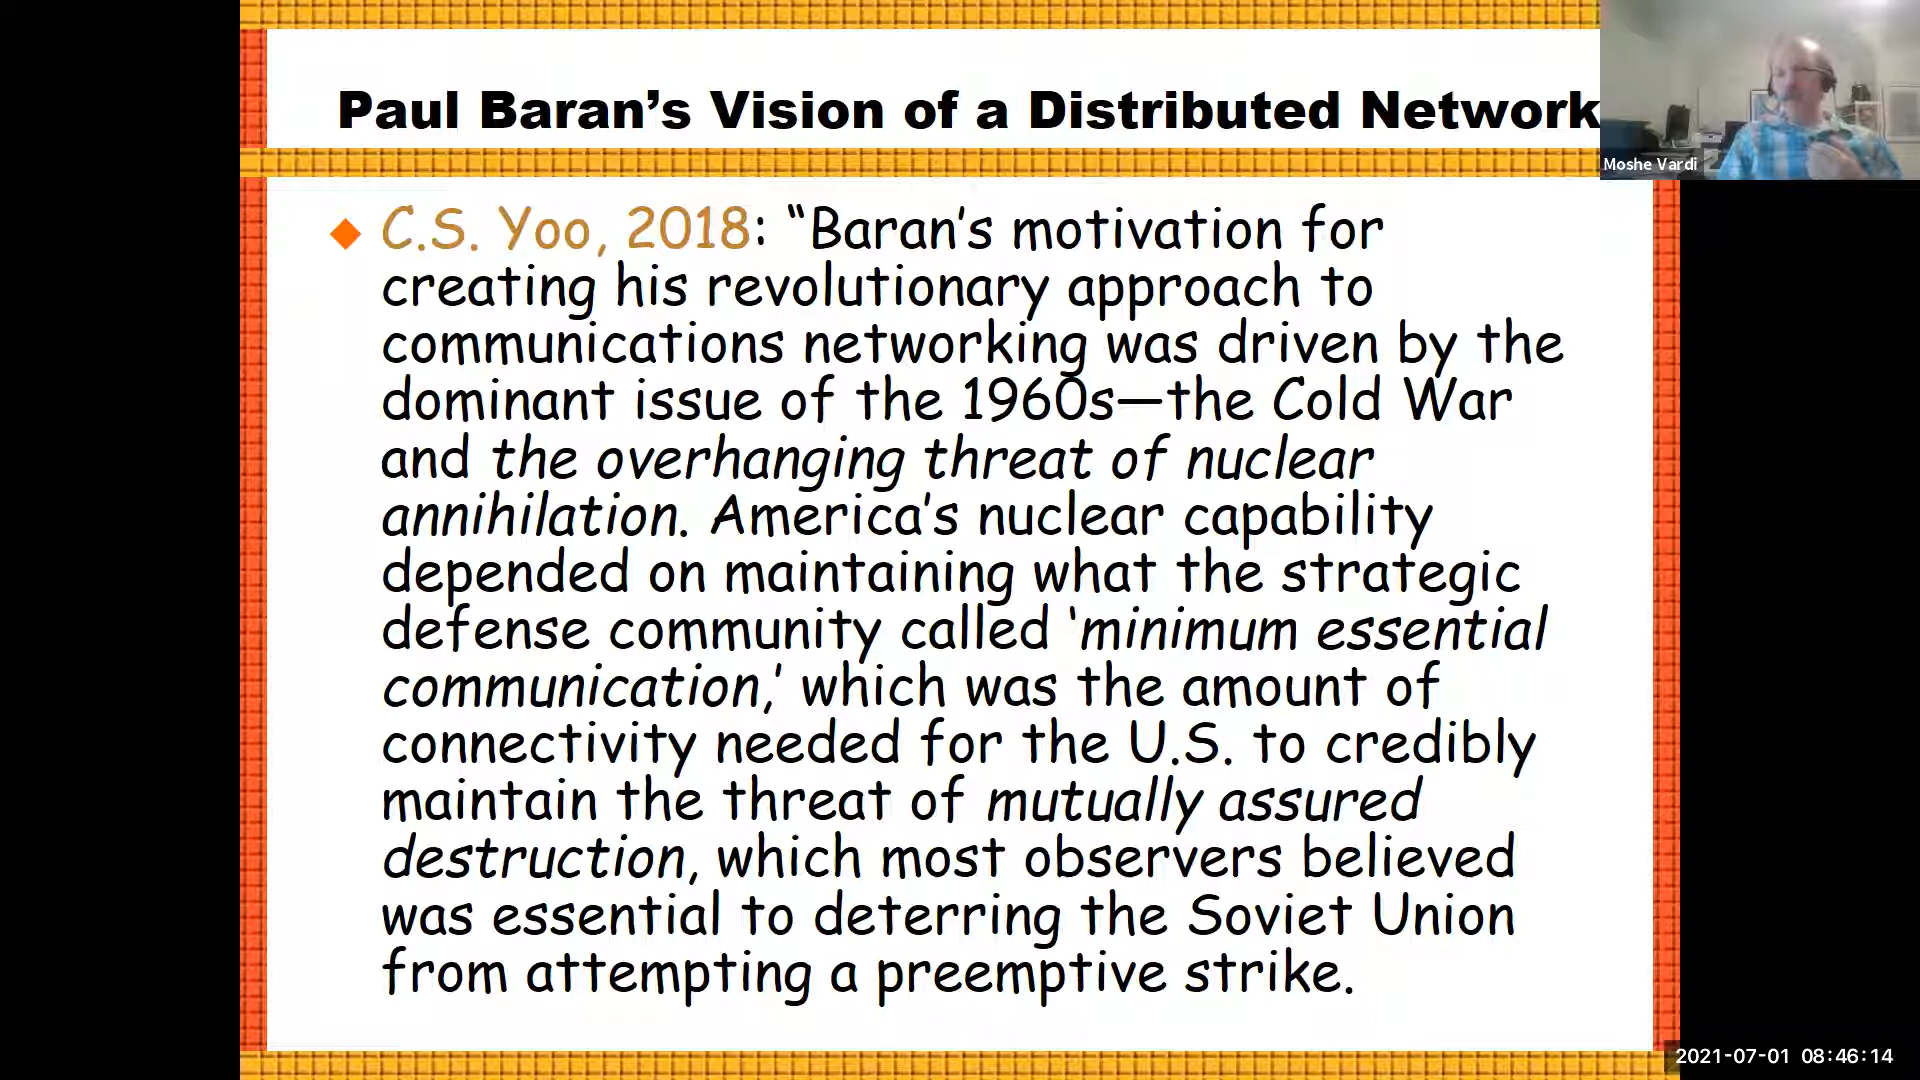 Paul Baran’s Vision of a Distributed Network
Moshe Vardi
C.S. Yoo, 2018: “Baran’s motivation for
creating his revolutionary approach to
communications networking was driven by the
dominant issue of the 1960s—the Cold War
and the overhanging threat of nuclear
annihilation. America’s nuclear capability
depended on maintaining what the strategic
defense community called ‘minimum essential
communication,’ which was the amount of
connectivity needed for the U.S. to credibly
maintain the threat of mutually assured
destruction, which most observers believed
was essential to deterring the Soviet Union
from attempting a preemptive strike.
2021-07-01 08:46:14